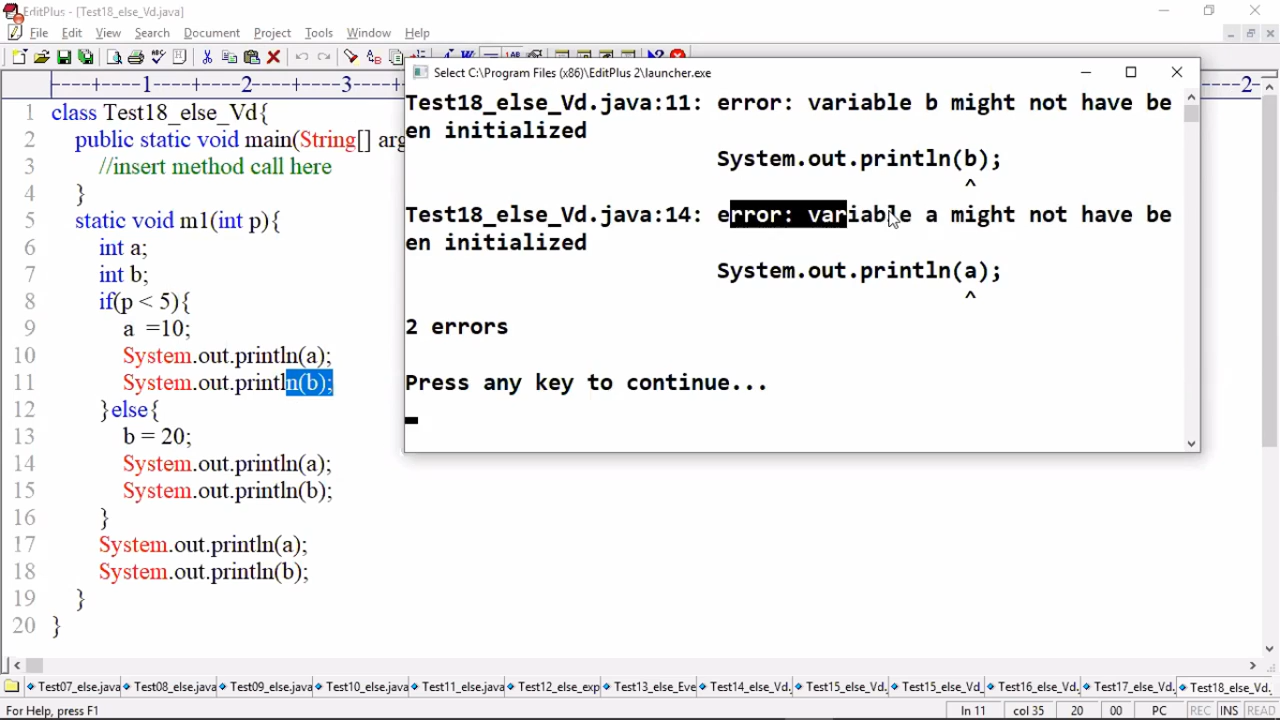 EditPlus - [Test18_else_Vd.java]
File Edit View Search Document Project Tools Window Help
----+----1----+----2----+----3----+
2-
Select C:\Program Files (x86)\EditPlus 2\launcher.exe
Test18_else_Vd.java:11: error: variable b might not have be
en initialized
System.out.println(b);
^
Test18_else_Vd.java:14: error: variable a might not have be
en initialized
System.out.println(a);
^
2 errors
Press any key to continue...
1 class Test18_else_Vd{
2 public static void main(String[] arg
3 //insert method call here
4 }
5 static void m1(int p){
6 int a;
7 int b;
8 if(p < 5){
9 a =10;
10 System.out.println(a);
11 System.out.println(b);
12 }else{
13 b = 20;
14 System.out.println(a);
15 System.out.println(b);
16 }
17 System.out.println(a);
18 System.out.println(b);
19 }
20 }
Test07_else.java Test08_else.java Test09_else.java Test10_else.java Test11_else.java Test12_else_exp Test13_else_Eve Test14_else_Vd. Test15_else_Vd. Test15_else_Vd. Test16_else_Vd. Test17_else_Vd. Test18_else_Vd.
For Help, press F1 ln 11 col 35 20 00 PC REC INS READ